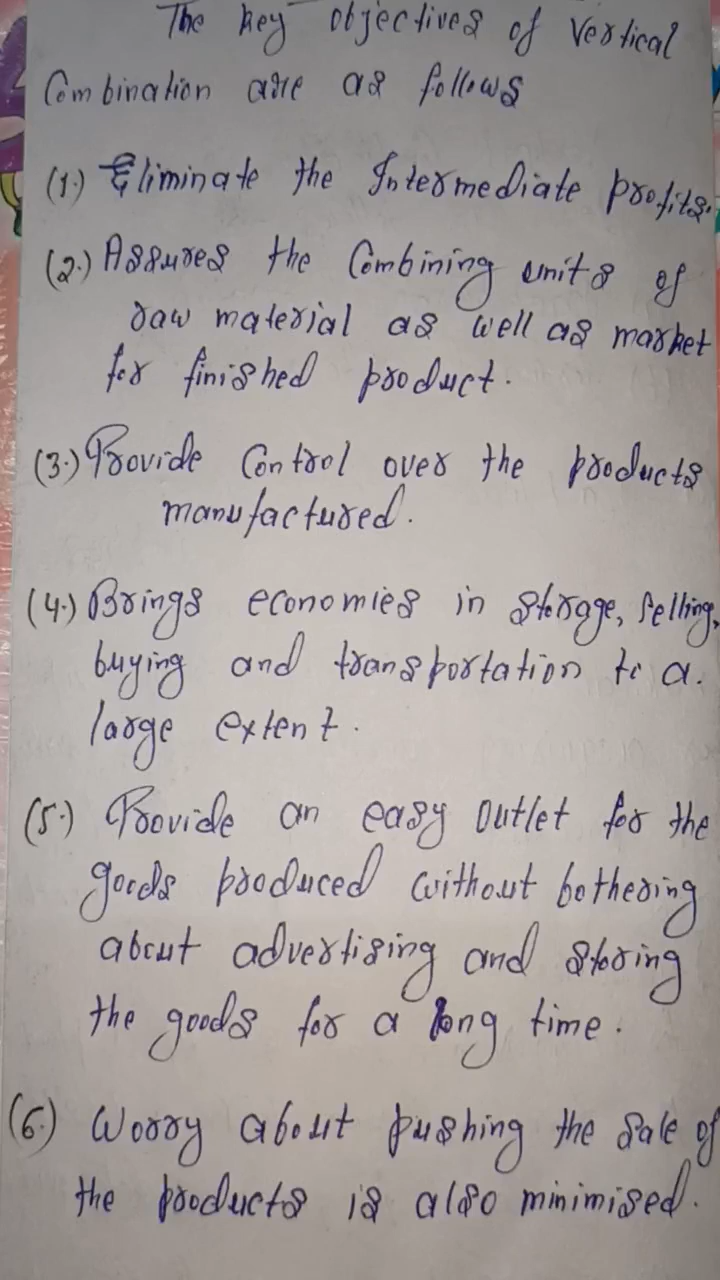 The key objectives of Vertical
Combination are as follows
(1.) Eliminate the Intermediate profits.
(2.) Assures the Combining units of
raw material as well as market
for finished product.
(3.) Provide Control over the products
manufactured.
(4.) Brings economies in storage, selling,
buying and transportation to a.
large extent.
(5.) Provide an easy outlet for the
goods produced without bothering
about advertising and storing
the goods for a long time.
(6.) Worry about pushing the sale of
the products is also minimised.